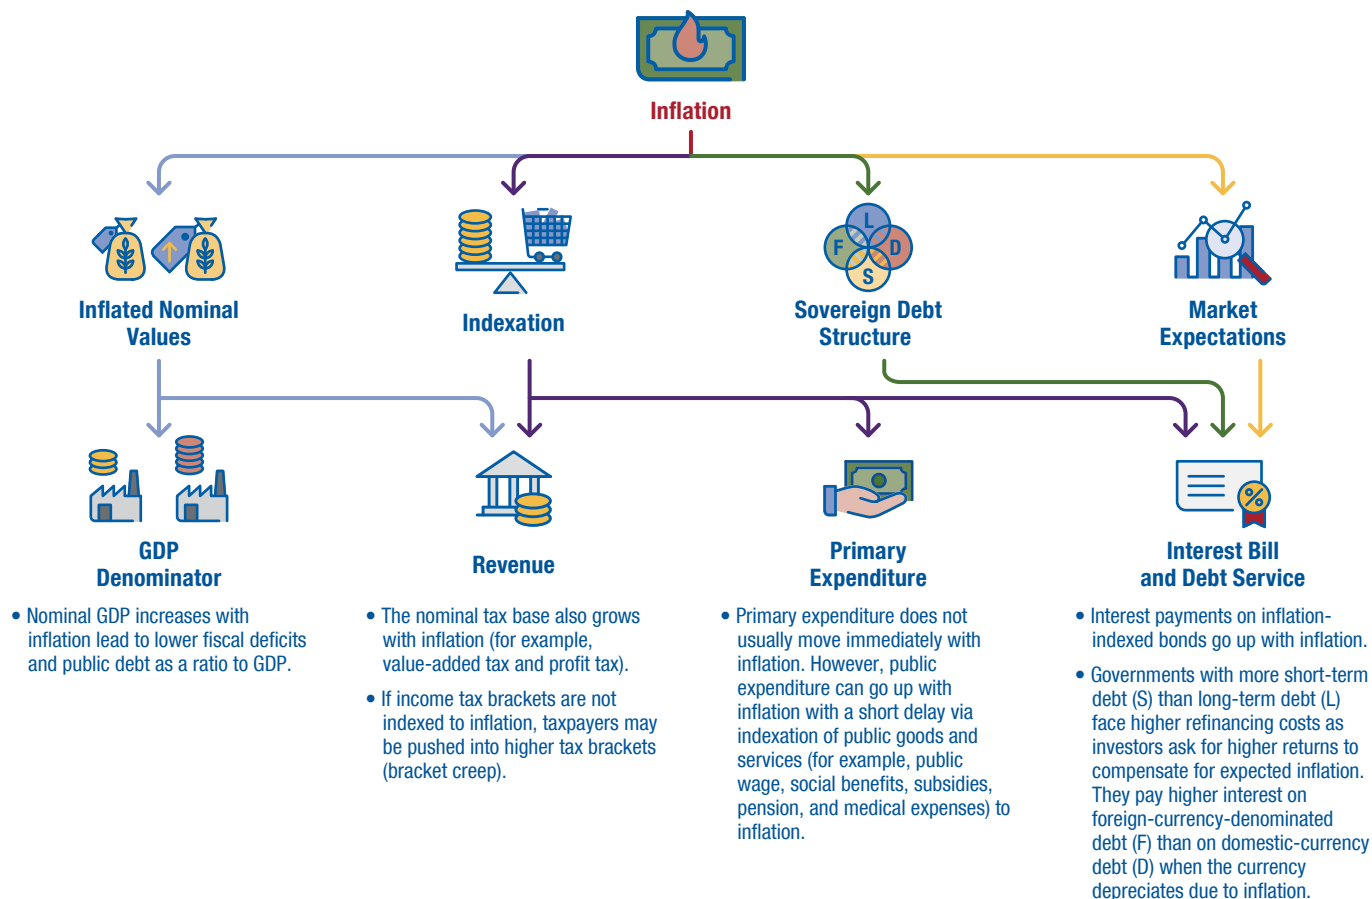 Inflation
L
F
D
S
Inflated Nominal
Values
Indexation
Sovereign Debt
Structure
Market
Expectations
%
GDP
Denominator
Revenue
Primary
Expenditure
Interest Bill
and Debt Service
• Nominal GDP increases with
inflation lead to lower fiscal deficits
and public debt as a ratio to GDP.
• The nominal tax base also grows
with inflation (for example,
value-added tax and profit tax).
• If income tax brackets are not
indexed to inflation, taxpayers may
be pushed into higher tax brackets
(bracket creep).
• Primary expenditure does not
usually move immediately with
inflation. However, public
expenditure can go up with
inflation with a short delay via
indexation of public goods and
services (for example, public
wage, social benefits, subsidies,
pension, and medical expenses) to
inflation.
• Interest payments on inflation-
indexed bonds go up with inflation.
• Governments with more short-term
debt (S) than long-term debt (L)
face higher refinancing costs as
investors ask for higher returns to
compensate for expected inflation.
They pay higher interest on
foreign-currency-denominated
debt (F) than on domestic-currency
debt (D) when the currency
depreciates due to inflation.